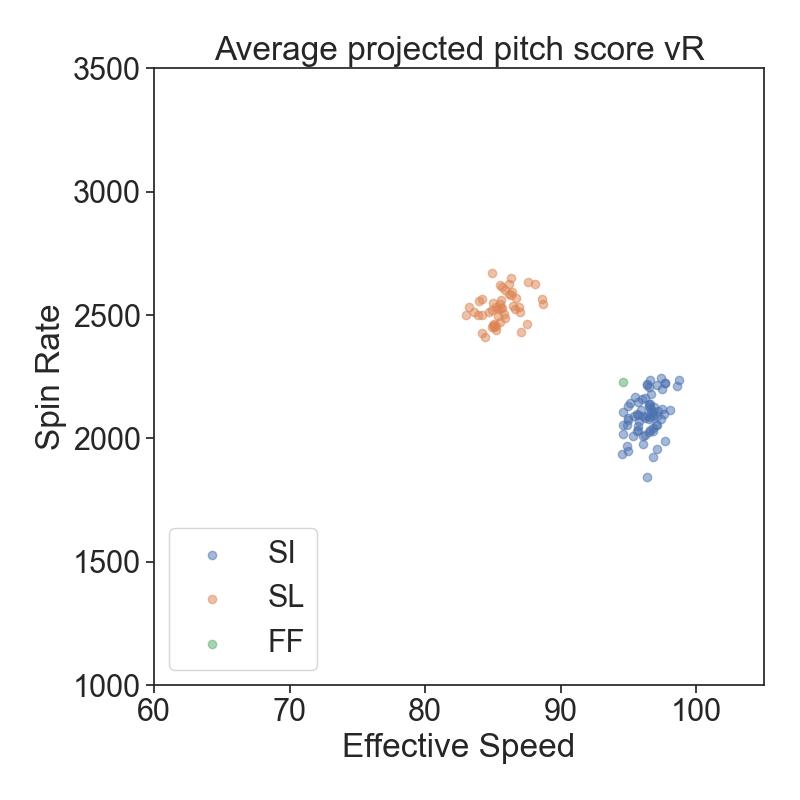 Average projected pitch score vR
3500
3000
2500
2000
1500
1000
Spin Rate
SI
SL
FF
60 70 80 90 100
Effective Speed